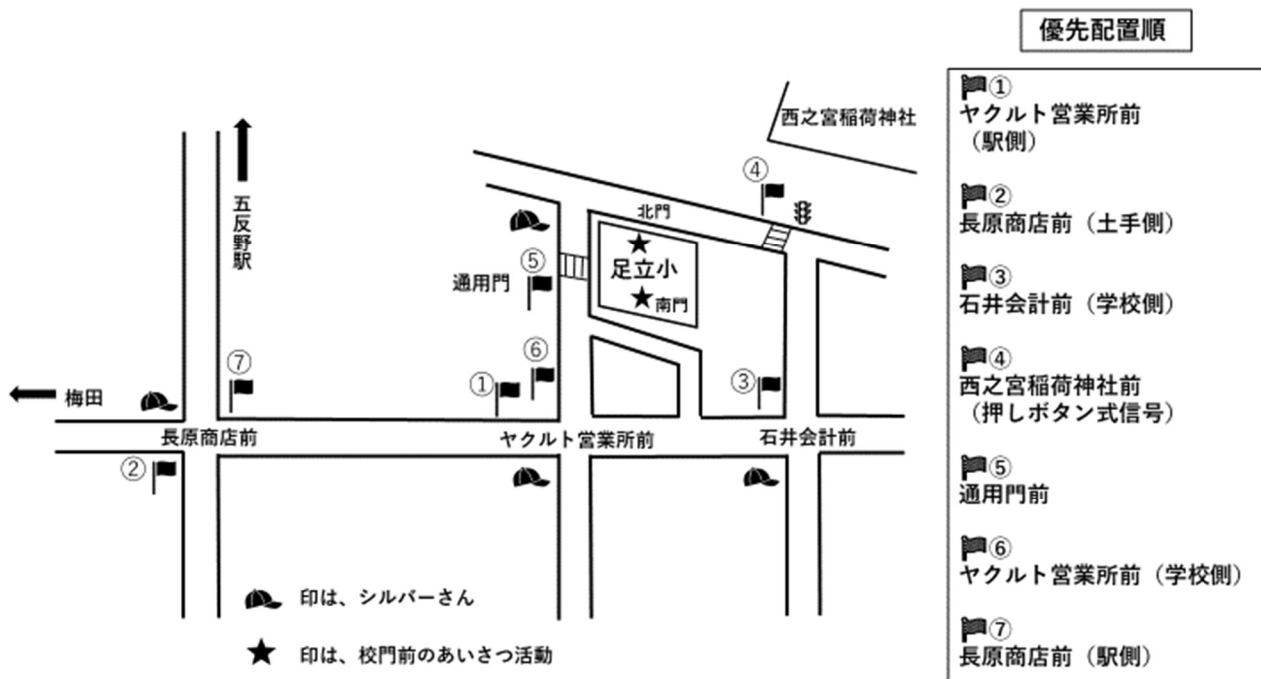 優先配置順
①
ヤクルト営業所前
（駅側）
②
長原商店前（土手側）
③
石井会計前（学校側）
④
西之宮稲荷神社前
（押しボタン式信号）
⑤
通用門前
⑥
ヤクルト営業所前（学校側）
⑦
長原商店前（駅側）
西之宮稲荷神社
④
五反野駅
北門
足立小
南門
⑤
通用門
⑥
⑦
①
③
梅田
長原商店前
ヤクルト営業所前
石井会計前
②
印は、シルバーさん
印は、校門前のあいさつ活動